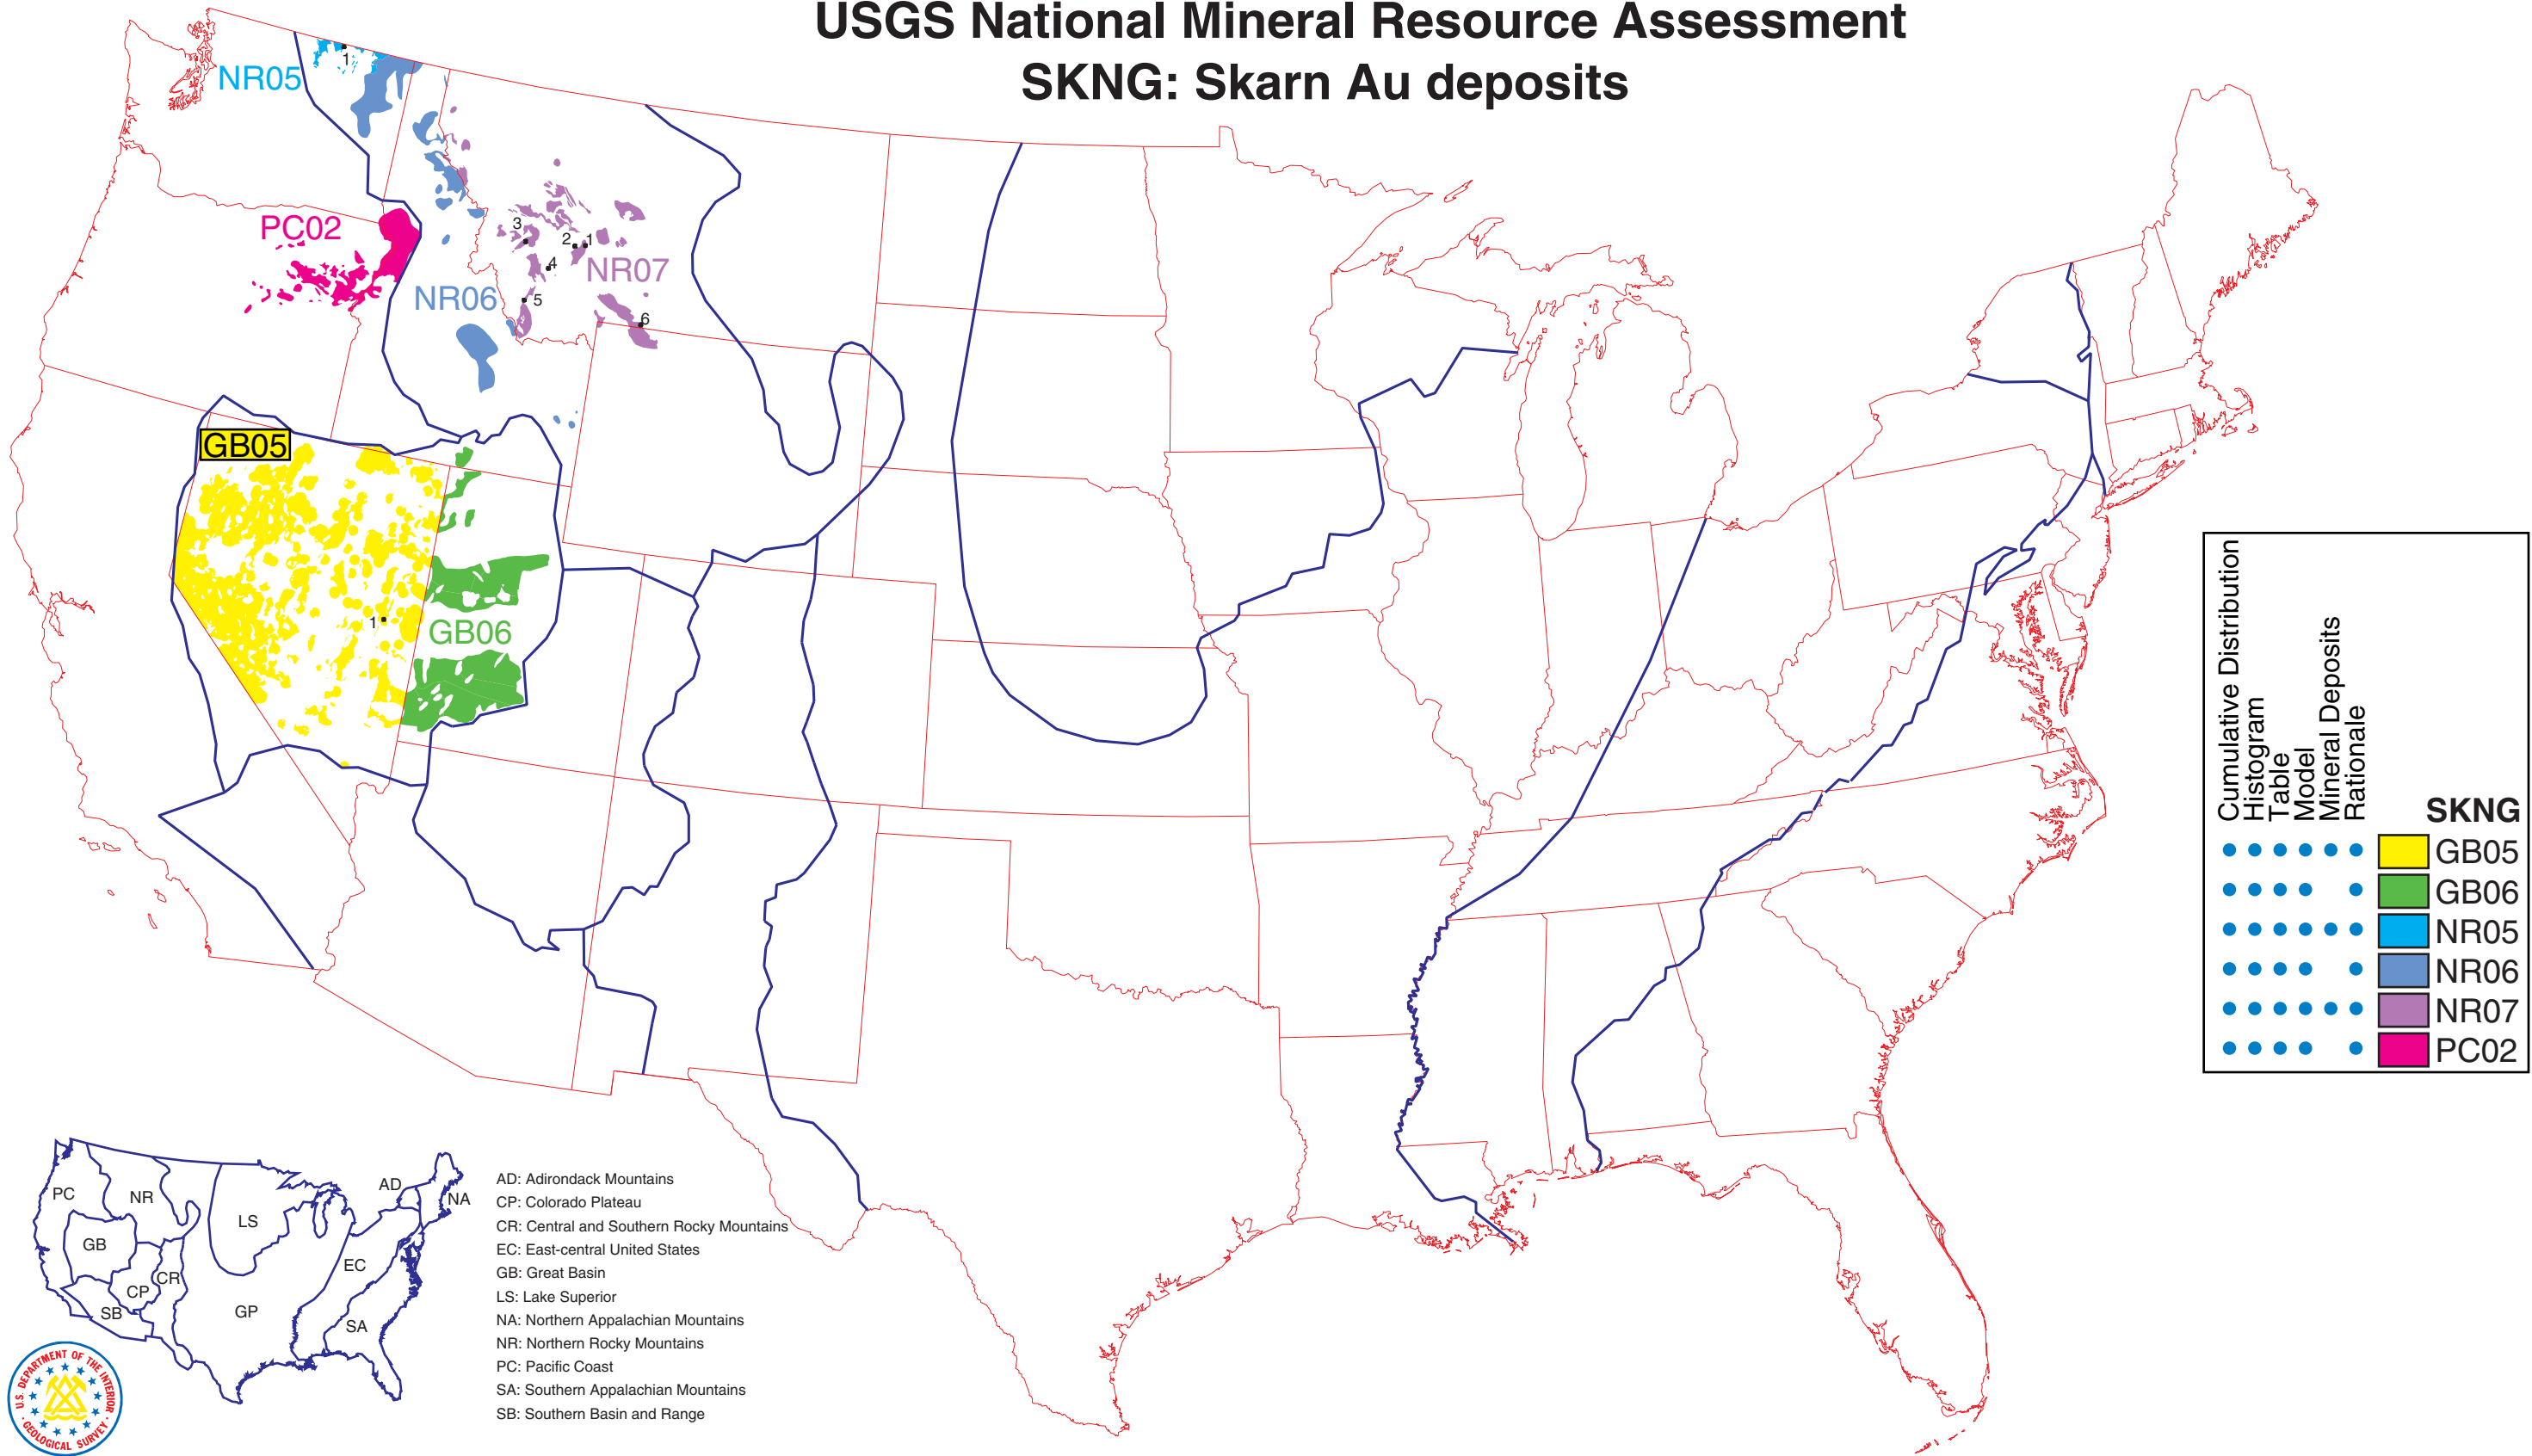 USGS National Mineral Resource Assessment
SKNG: Skarn Au deposits
NR05
1
PC02
3
2
1
4
NR07
NR06
5
6
GB05
1
GB06
Cumulative Distribution
Histogram
Table
Model
Mineral Deposits
Rationale
SKNG
GB05
GB06
NR05
NR06
NR07
PC02
PC
NR
LS
AD
NA
GB
CP
CR
EC
SB
GP
SA
AD: Adirondack Mountains
CP: Colorado Plateau
CR: Central and Southern Rocky Mountains
EC: East-central United States
GB: Great Basin
LS: Lake Superior
NA: Northern Appalachian Mountains
NR: Northern Rocky Mountains
PC: Pacific Coast
SA: Southern Appalachian Mountains
SB: Southern Basin and Range
U.S. DEPARTMENT OF THE INTERIOR
GEOLOGICAL SURVEY